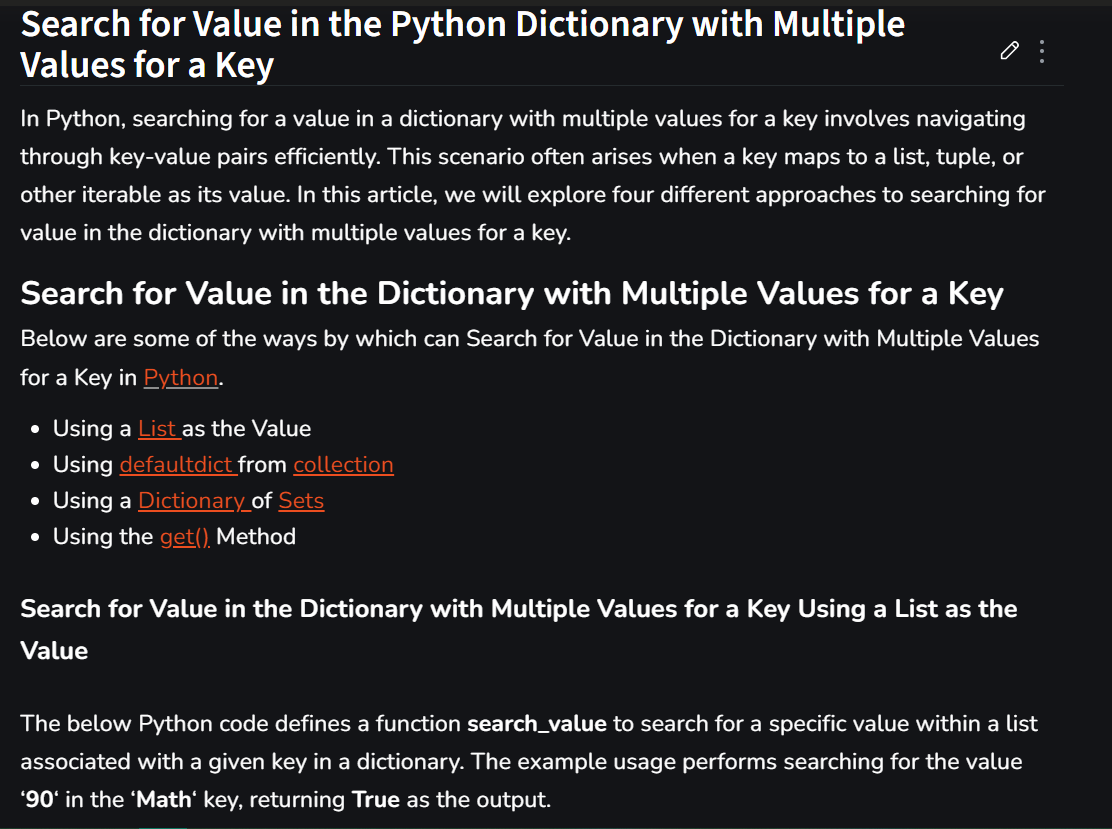 Search for Value in the Python Dictionary with Multiple
Values for a Key
In Python, searching for a value in a dictionary with multiple values for a key involves navigating
through key-value pairs efficiently. This scenario often arises when a key maps to a list, tuple, or
other iterable as its value. In this article, we will explore four different approaches to searching for
value in the dictionary with multiple values for a key.
Search for Value in the Dictionary with Multiple Values for a Key
Below are some of the ways by which can Search for Value in the Dictionary with Multiple Values
for a Key in Python.
• Using a List as the Value
• Using defaultdict from collection
• Using a Dictionary of Sets
• Using the get() Method
Search for Value in the Dictionary with Multiple Values for a Key Using a List as the
Value
The below Python code defines a function search_value to search for a specific value within a list
associated with a given key in a dictionary. The example usage performs searching for the value
‘90‘ in the ‘Math‘ key, returning True as the output.